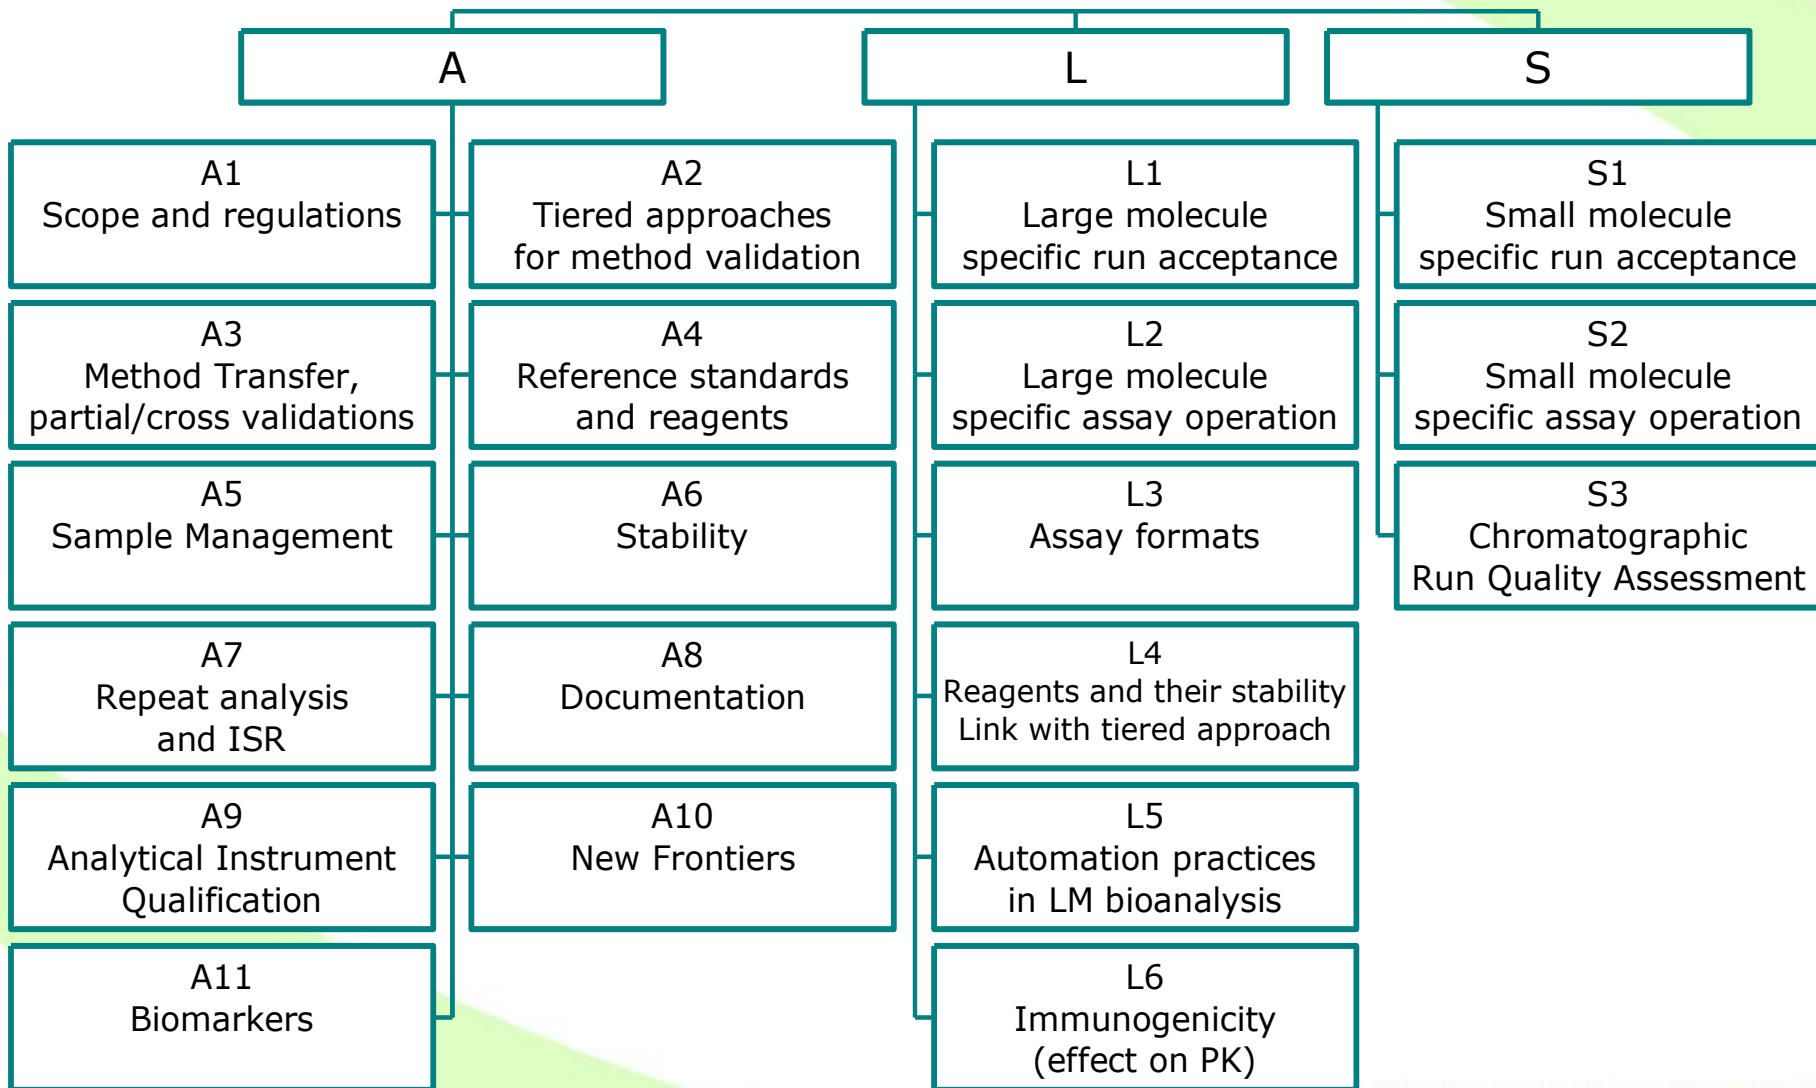 A
L
S
A1
Scope and regulations
A2
Tiered approaches
for method validation
L1
Large molecule
specific run acceptance
S1
Small molecule
specific run acceptance
A3
Method Transfer,
partial/cross validations
A4
Reference standards
and reagents
L2
Large molecule
specific assay operation
S2
Small molecule
specific assay operation
A5
Sample Management
A6
Stability
L3
Assay formats
S3
Chromatographic
Run Quality Assessment
A7
Repeat analysis
and ISR
A8
Documentation
L4
Reagents and their stability
Link with tiered approach
A9
Analytical Instrument
Qualification
A10
New Frontiers
L5
Automation practices
in LM bioanalysis
A11
Biomarkers
L6
Immunogenicity
(effect on PK)